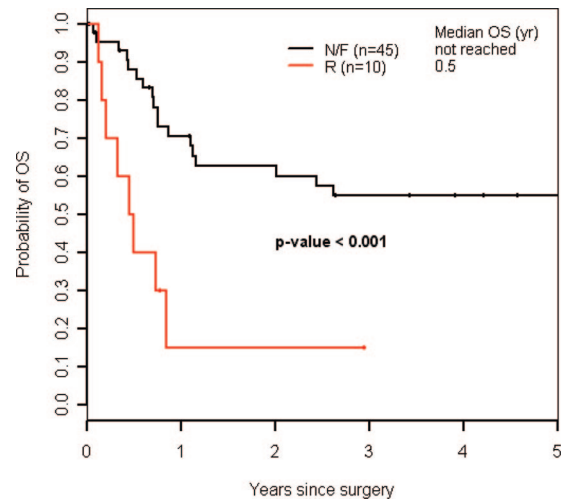 Median OS (yr)
N/F (n=45) not reached
R (n=10) 0.5
1.0
0.9
0.8
0.7
0.6
0.5
0.4
0.3
0.2
0.1
0.0
Probability of OS
p-value < 0.001
0 1 2 3 4 5
Years since surgery